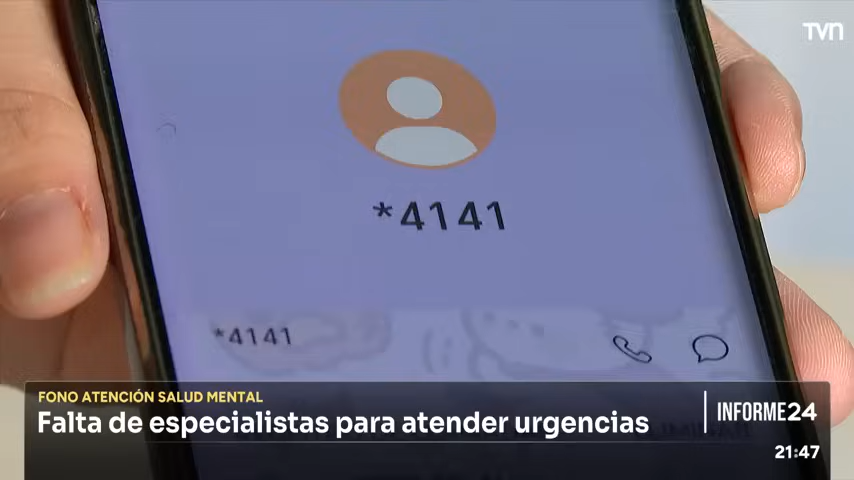 TVN
*4141
*4141
FONO ATENCIÓN SALUD MENTAL
Falta de especialistas para atender urgencias
INFORME24
21:47